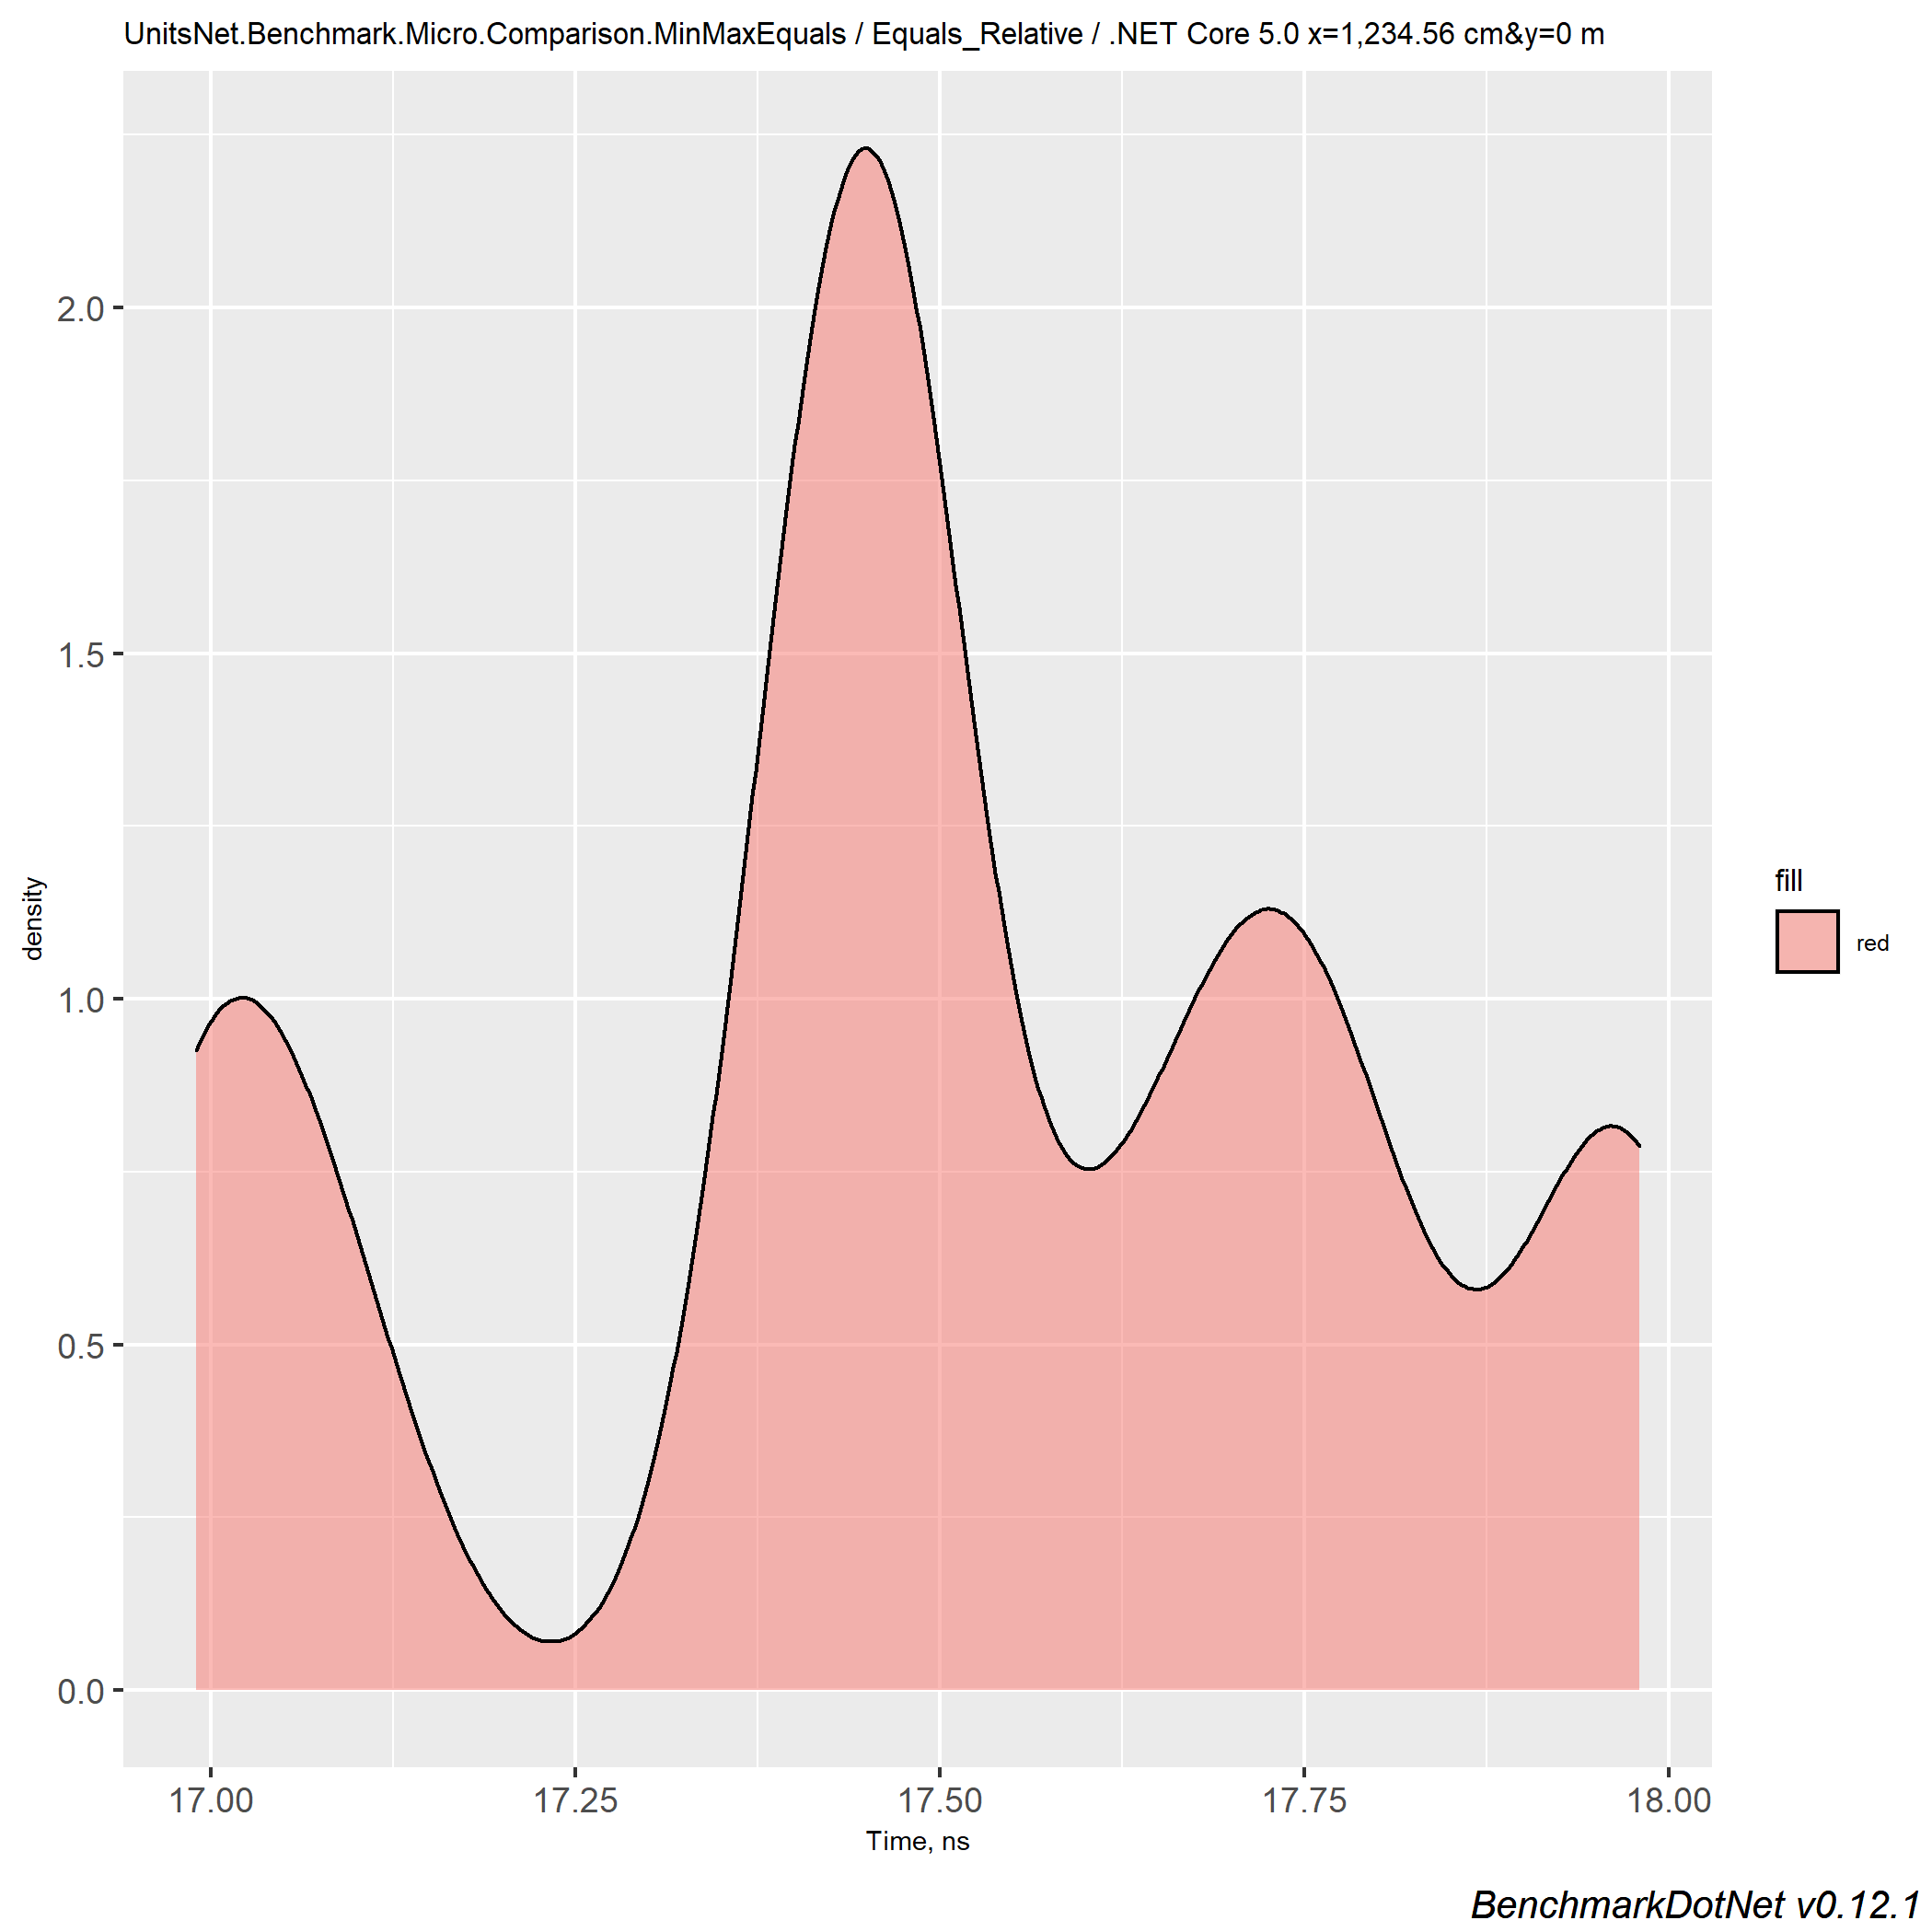 UnitsNet.Benchmark.Micro.Comparison.MinMaxEquals / Equals_Relative / .NET Core 5.0 x=1,234.56 cm&y=0 m
2.0
1.5
1.0
0.5
0.0
density
17.00 17.25 17.50 17.75 18.00
Time, ns
fill
red
BenchmarkDotNet v0.12.1